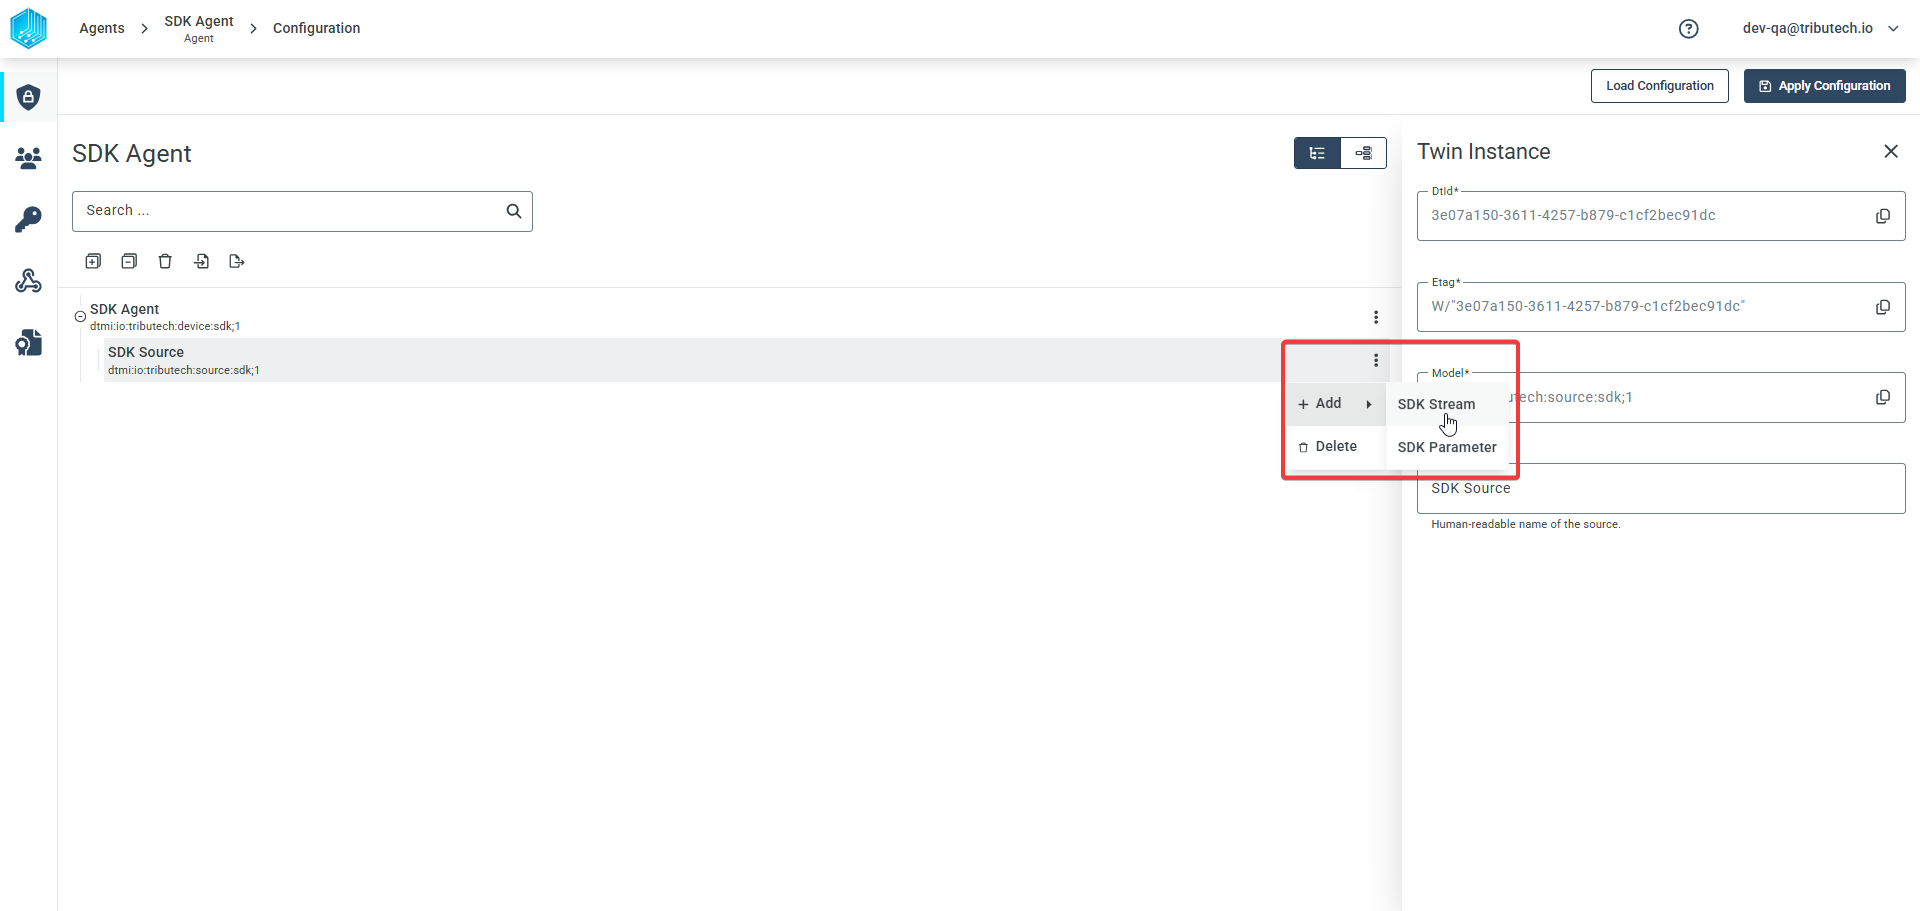 Agents
SDK Agent
Agent
Configuration
dev-qa@tributech.io
Load Configuration
Apply Configuration
SDK Agent
Search ...
SDK Agent
dtmi:io:tributech:device:sdk;1
SDK Source
dtmi:io:tributech:source:sdk;1
Add
SDK Stream
Delete
SDK Parameter
Twin Instance
DtId*
3e07a150-3611-4257-b879-c1cf2bec91dc
Etag*
W/"3e07a150-3611-4257-b879-c1cf2bec91dc"
Model*
tech:source:sdk;1
SDK Source
Human-readable name of the source.